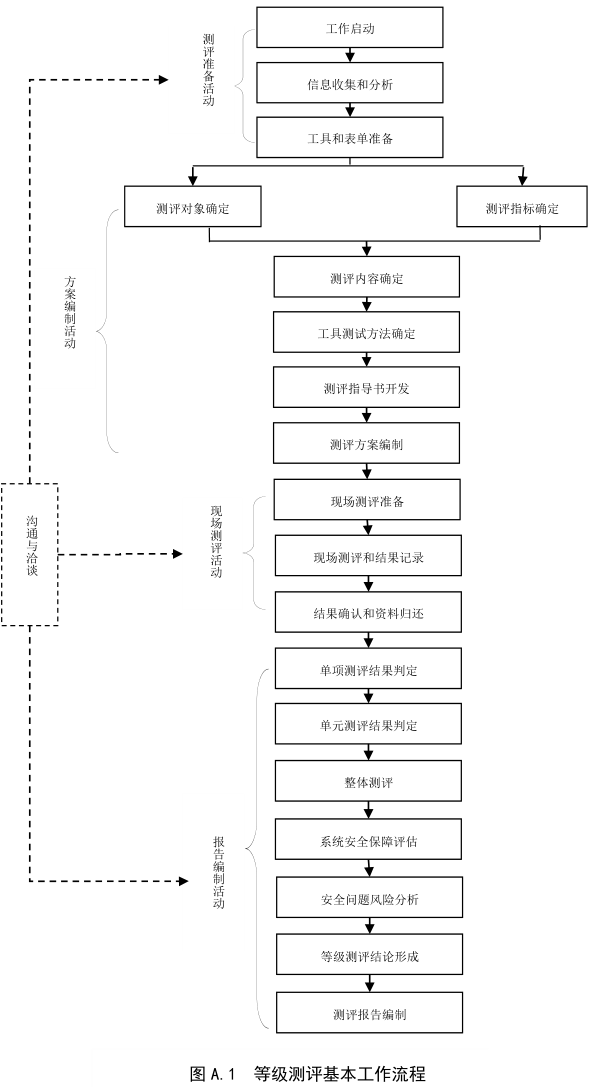 测评准备活动
工作启动
信息收集和分析
工具和表单准备
测评对象确定
测评指标确定
方案编制活动
测评内容确定
工具测试方法确定
测评指导书开发
测评方案编制
沟通与洽谈
现场测评活动
现场测评准备
现场测评和结果记录
结果确认和资料归还
报告编制活动
单项测评结果判定
单元测评结果判定
整体测评
系统安全保障评估
安全问题风险分析
等级测评结论形成
测评报告编制
图 A.1 等级测评基本工作流程